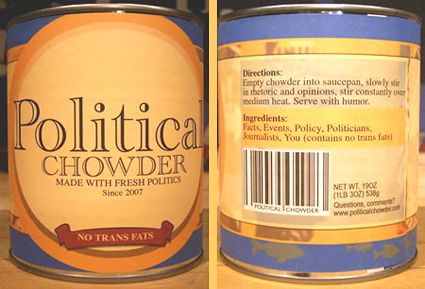 Political
CHOWDER
MADE WITH FRESH POLITICS
Since 2007
NO TRANS FATS
Directions:
Empty chowder into saucepan, slowly stir
in rhetoric and opinions, stir constantly over
medium heat. Serve with humor.
Ingredients:
Facts, Events, Policy, Politicians,
Journalists, You (contains no trans fats)
POLITICAL CHOWDER
NET WT. 19OZ
(1LB 3OZ) 538g
Questions, comments?
www.politicalchowder.com